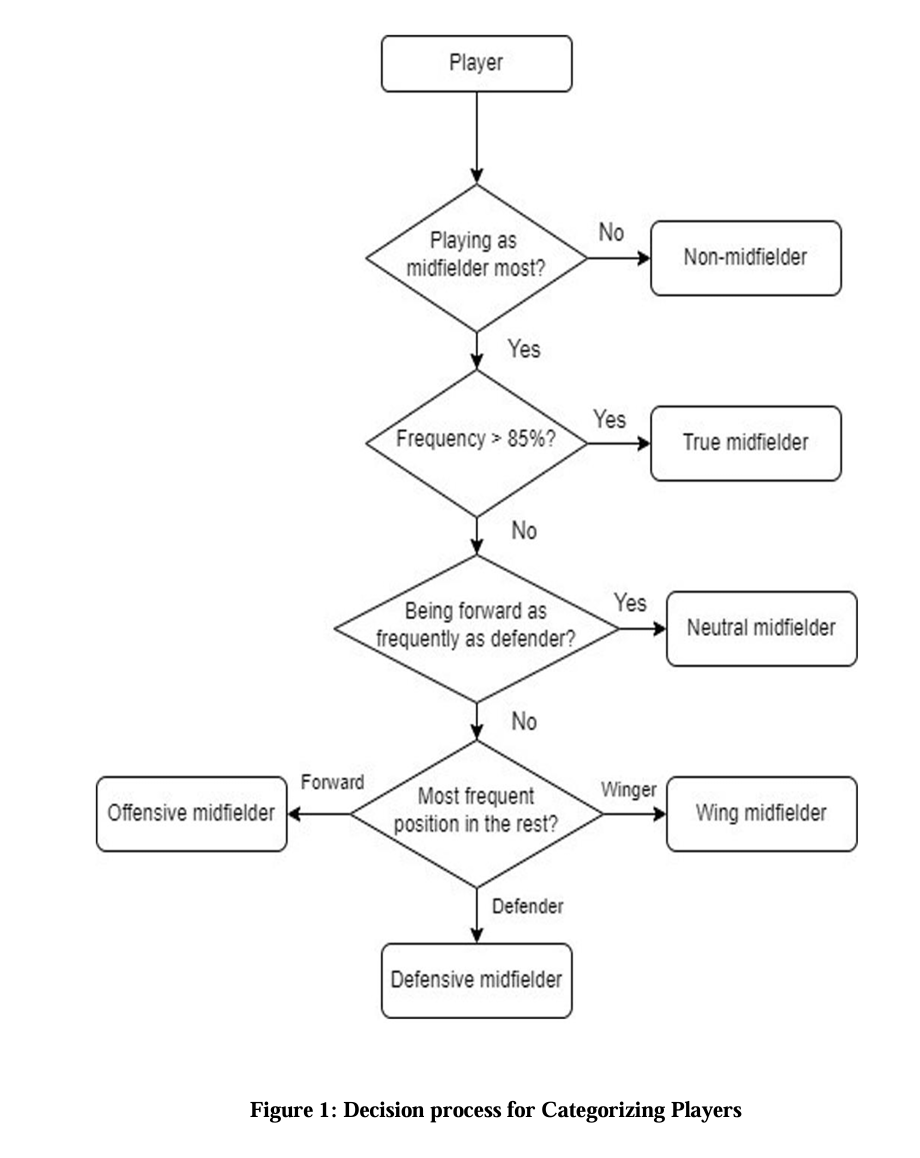 Player
Playing as
midfielder most?
No
Non-midfielder
Yes
Frequency > 85%?
Yes
True midfielder
No
Being forward as
frequently as defender?
Yes
Neutral midfielder
No
Offensive midfielder
Forward
Most frequent
position in the rest?
Winger
Wing midfielder
Defender
Defensive midfielder
Figure 1: Decision process for Categorizing Players